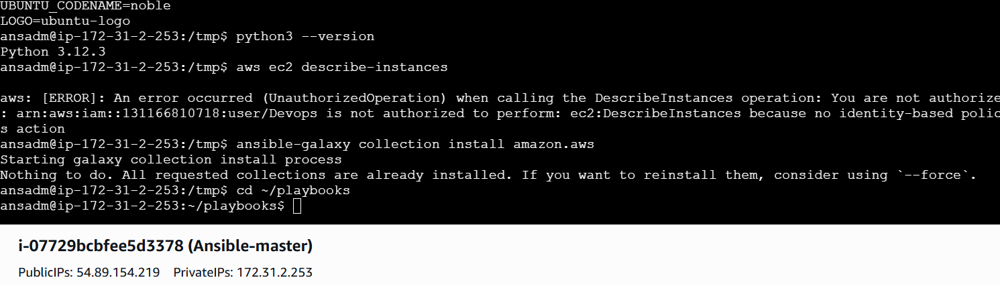 UBUNTU_CODENAME=noble
LOGO=ubuntu-logo
ansadm@ip-172-31-2-253:/tmp$ python3 --version
Python 3.12.3
ansadm@ip-172-31-2-253:/tmp$ aws ec2 describe-instances
aws: [ERROR]: An error occurred (UnauthorizedOperation) when calling the DescribeInstances operation: You are not authorize
: arn:aws:iam::131166810718:user/Devops is not authorized to perform: ec2:DescribeInstances because no identity-based polic
s action
ansadm@ip-172-31-2-253:/tmp$ ansible-galaxy collection install amazon.aws
Starting galaxy collection install process
Nothing to do. All requested collections are already installed. If you want to reinstall them, consider using `--force`.
ansadm@ip-172-31-2-253:/tmp$ cd ~/playbooks
ansadm@ip-172-31-2-253:~/playbooks$
i-07729bcbfee5d3378 (Ansible-master)
PublicIPs: 54.89.154.219 PrivateIPs: 172.31.2.253